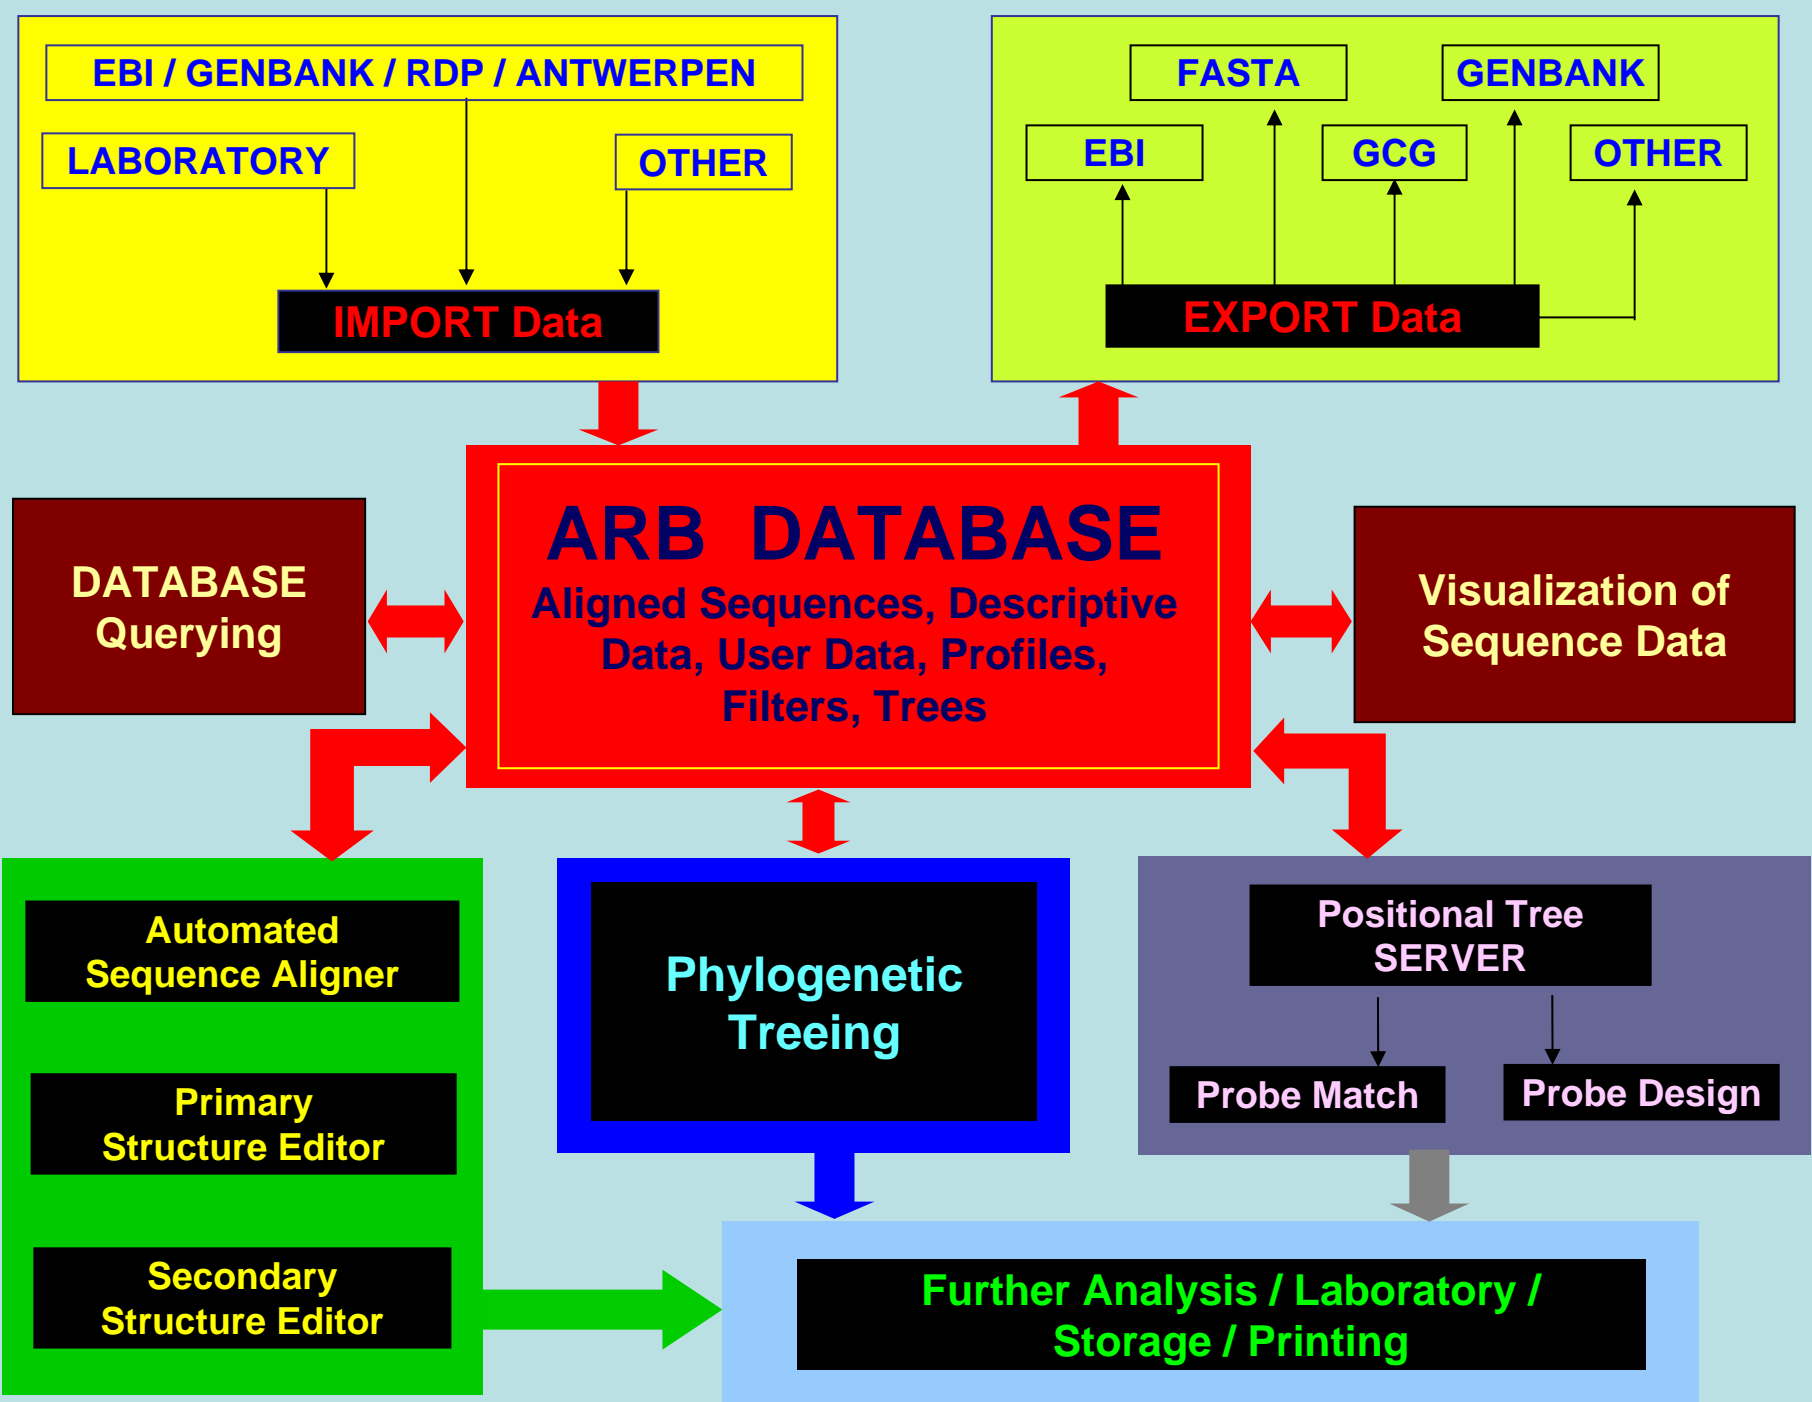 EBI / GENBANK / RDP / ANTWERPEN
LABORATORY
OTHER
IMPORT Data
FASTA
GENBANK
EBI
GCG
OTHER
EXPORT Data
ARB DATABASE
Aligned Sequences, Descriptive
Data, User Data, Profiles,
Filters, Trees
DATABASE
Querying
Visualization of
Sequence Data
Automated
Sequence Aligner
Primary
Structure Editor
Secondary
Structure Editor
Phylogenetic
Treeing
Positional Tree
SERVER
Probe Match
Probe Design
Further Analysis / Laboratory /
Storage / Printing